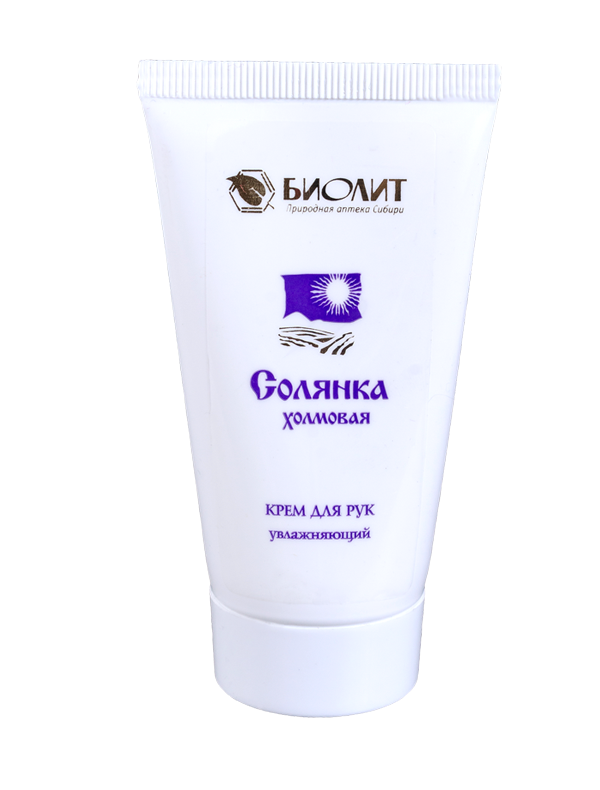 БИОЛИТ
Природная аптека Сибири
Солянка
холмовая
КРЕМ ДЛЯ РУК
увлажняющий